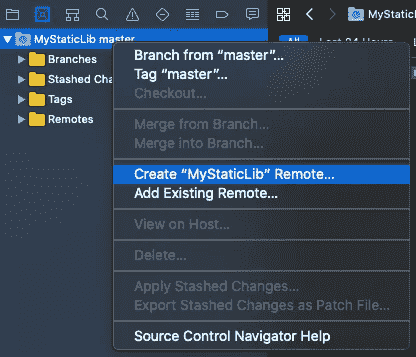 MyStatic
MyStaticLib master
Branches
Stashed Cha
Tags
Remotes
All
Last 24 Hours
Branch from “master”...
Tag “master”...
Checkout...
Merge from Branch...
Merge into Branch...
Create “MyStaticLib” Remote...
Add Existing Remote...
View on Host...
Delete...
Apply Stashed Changes...
Export Stashed Changes as Patch File...
Source Control Navigator Help